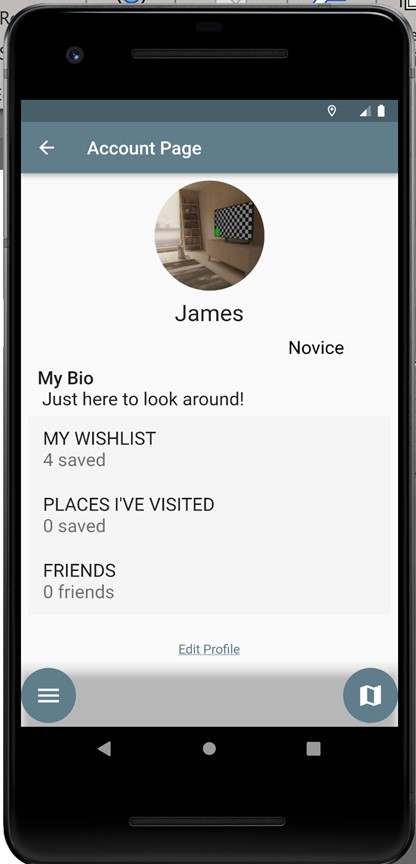 Account Page
James
Novice
My Bio
Just here to look around!
MY WISHLIST
4 saved
PLACES I'VE VISITED
0 saved
FRIENDS
0 friends
Edit Profile